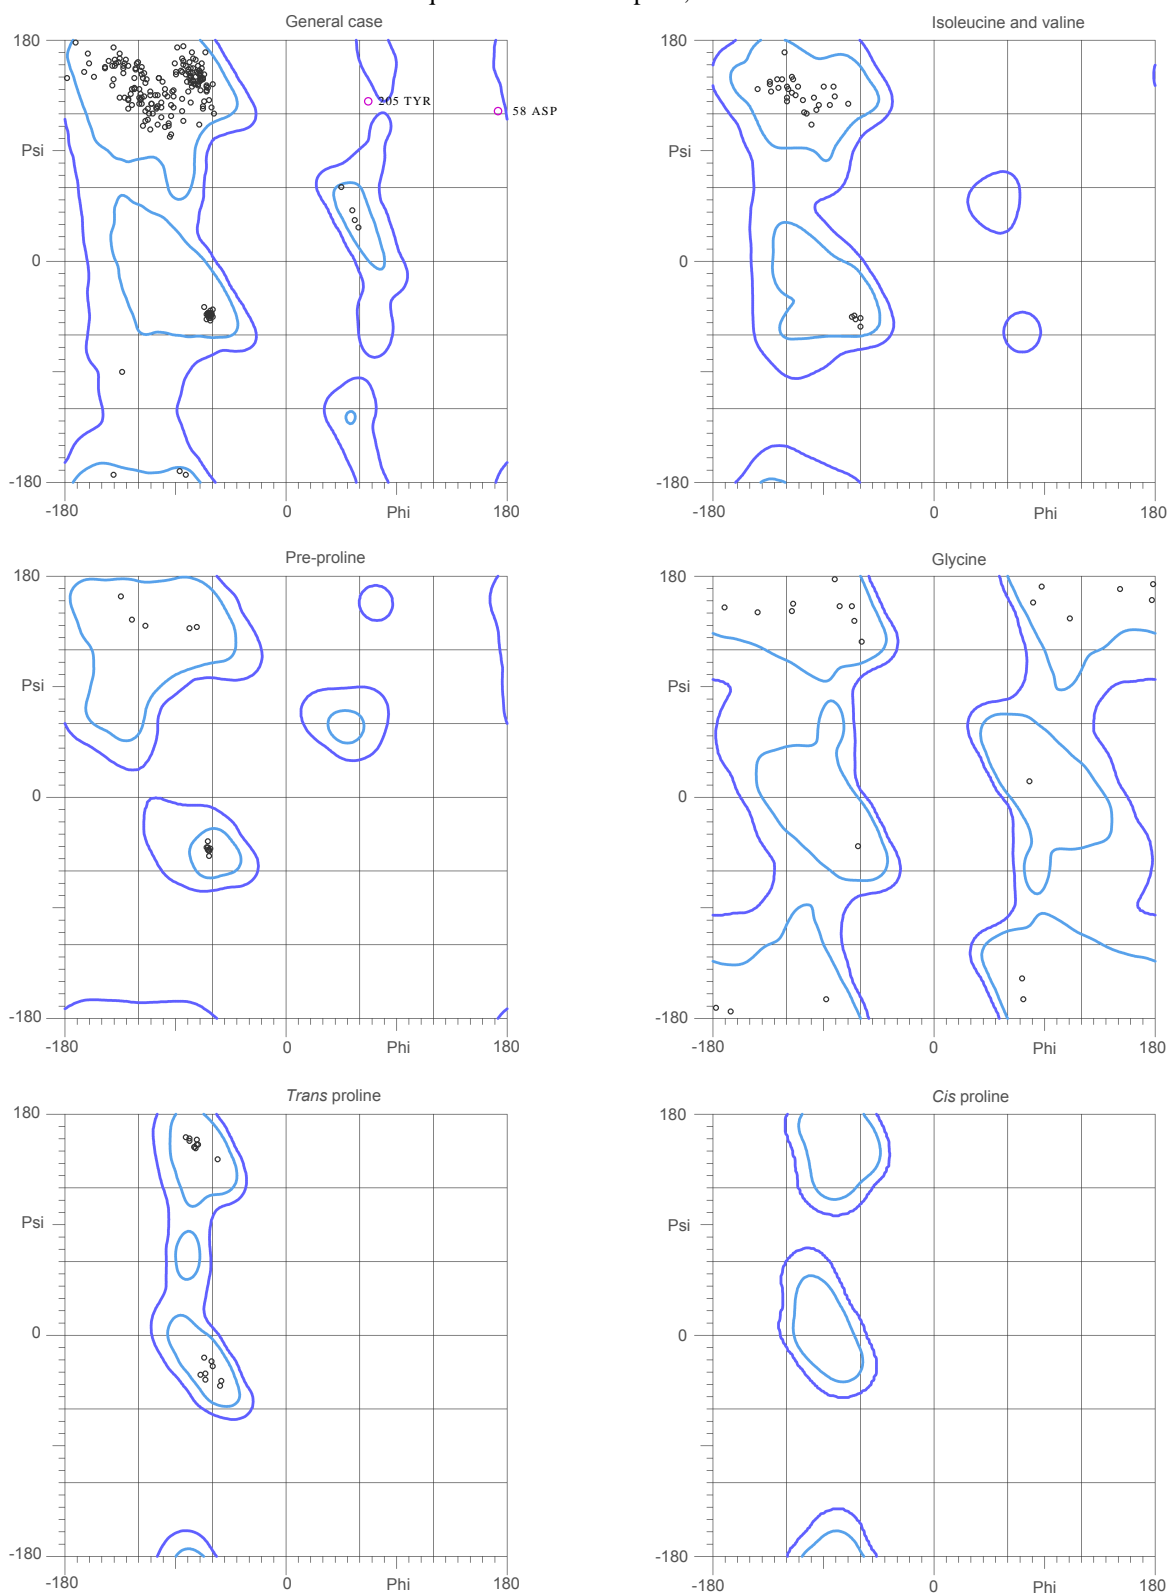 General case
180
Psi
0
-180
-180
0
Phi
180
205 TYR
58 ASP
Isoleucine and valine
180
Psi
0
-180
-180
0
Phi
180
Pre-proline
180
Psi
0
-180
-180
0
Phi
180
Glycine
180
Psi
0
-180
-180
0
Phi
180
Trans proline
180
Psi
0
-180
-180
0
Phi
180
Cis proline
180
Psi
0
-180
-180
0
Phi
180